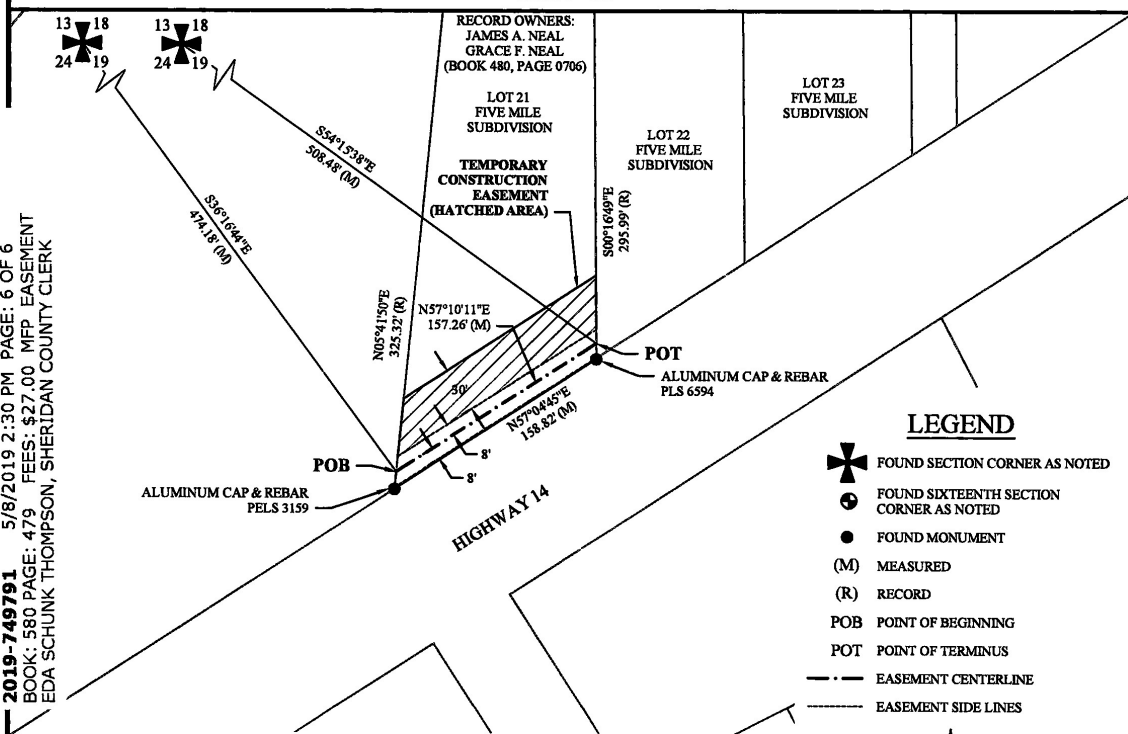 2019-749791 5/8/2019 2:30 PM PAGE: 6 OF 6
BOOK: 580 PAGE: 479 FEES: $27.00 MFP EASEMENT
EDA SCHUNK THOMPSON, SHERIDAN COUNTY CLERK
13 18
24 19
13 18
24 19
RECORD OWNERS:
JAMES A. NEAL
GRACE F. NEAL
(BOOK 480, PAGE 0706)
LOT 21
FIVE MILE
SUBDIVISION
LOT 22
FIVE MILE
SUBDIVISION
LOT 23
FIVE MILE
SUBDIVISION
TEMPORARY
CONSTRUCTION
EASEMENT
(HATCHED AREA)
S54°15'38"E
508.48' (M)
S36°16'44"E
474.18' (M)
S00°16'49"E
295.99' (R)
N05°41'50"E
325.32' (R)
N57°10'11"E
157.26' (M)
30'
8'
8'
N57°04'45"E
158.82' (M)
POT
ALUMINUM CAP & REBAR
PLS 6594
POB
ALUMINUM CAP & REBAR
PELS 3159
HIGHWAY 14
LEGEND
FOUND SECTION CORNER AS NOTED
FOUND SIXTEENTH SECTION
CORNER AS NOTED
FOUND MONUMENT
(M) MEASURED
(R) RECORD
POB POINT OF BEGINNING
POT POINT OF TERMINUS
EASEMENT CENTERLINE
EASEMENT SIDE LINES